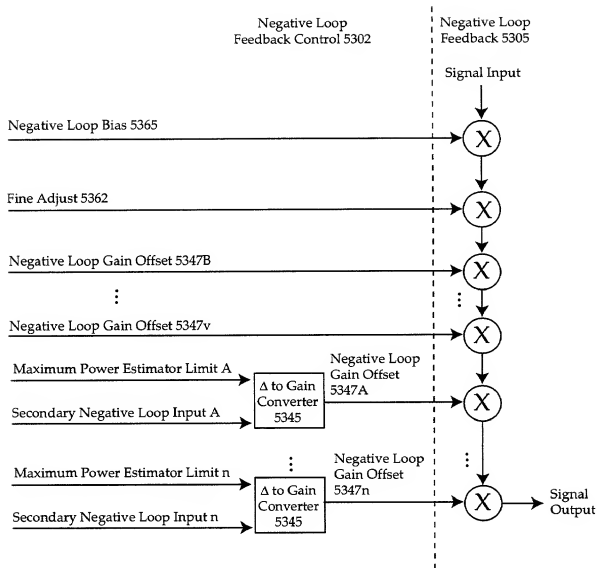 Negative Loop
Feedback Control 5302
Negative Loop
Feedback 5305
Signal Input
Negative Loop Bias 5365
X
Fine Adjust 5362
X
Negative Loop Gain Offset 5347B
X
Negative Loop Gain Offset 5347v
X
Maximum Power Estimator Limit A
Secondary Negative Loop Input A
Δ to Gain
Converter
5345
Negative Loop
Gain Offset
5347A
X
Maximum Power Estimator Limit n
Secondary Negative Loop Input n
Δ to Gain
Converter
5345
Negative Loop
Gain Offset
5347n
X
Signal
Output